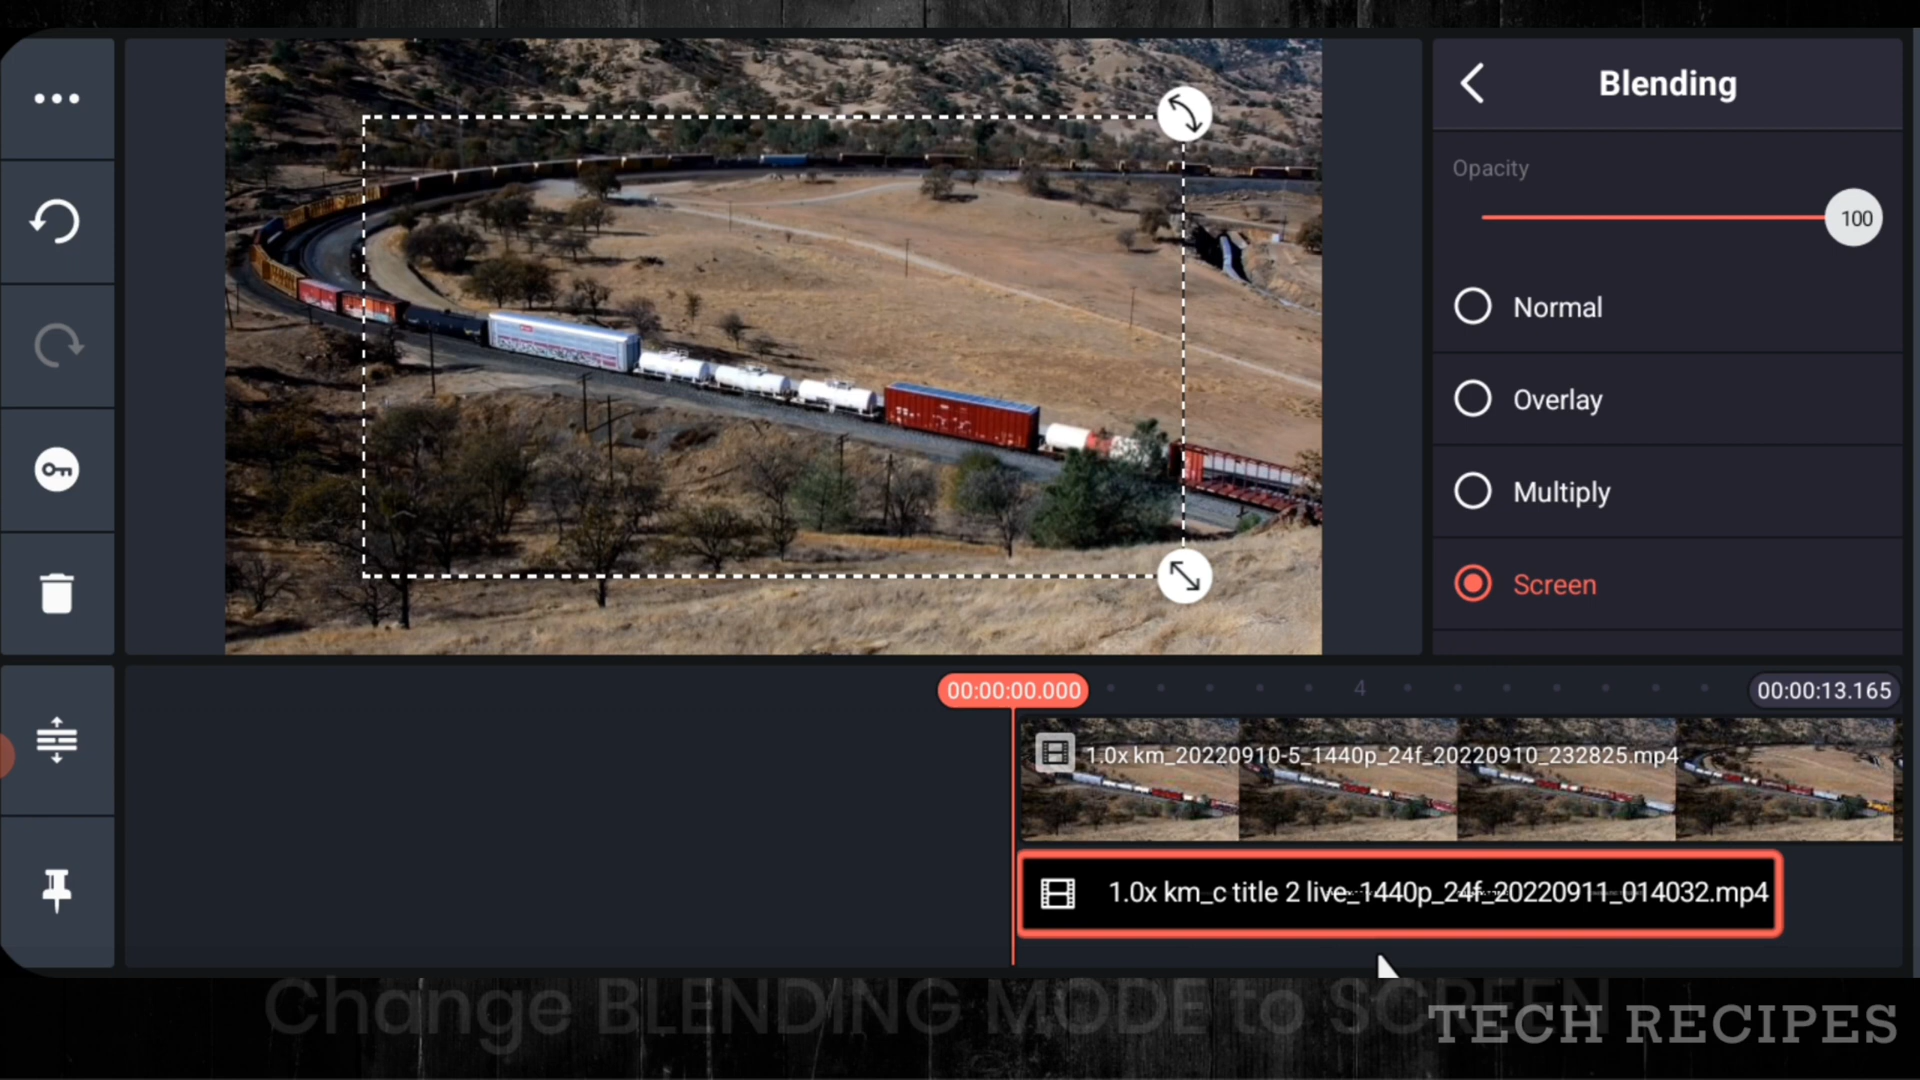 Blending
Opacity
100
Normal
Overlay
Multiply
Screen
00:00:00.000
4
00:00:13.165
1.0x km_20220910-5_1440p_24f_20220910_232825.mp4
1.0x km_c title 2 live_1440p_24f_20220911_014032.mp4
Change BLENDING MODE to SCREEN
TECH RECIPES